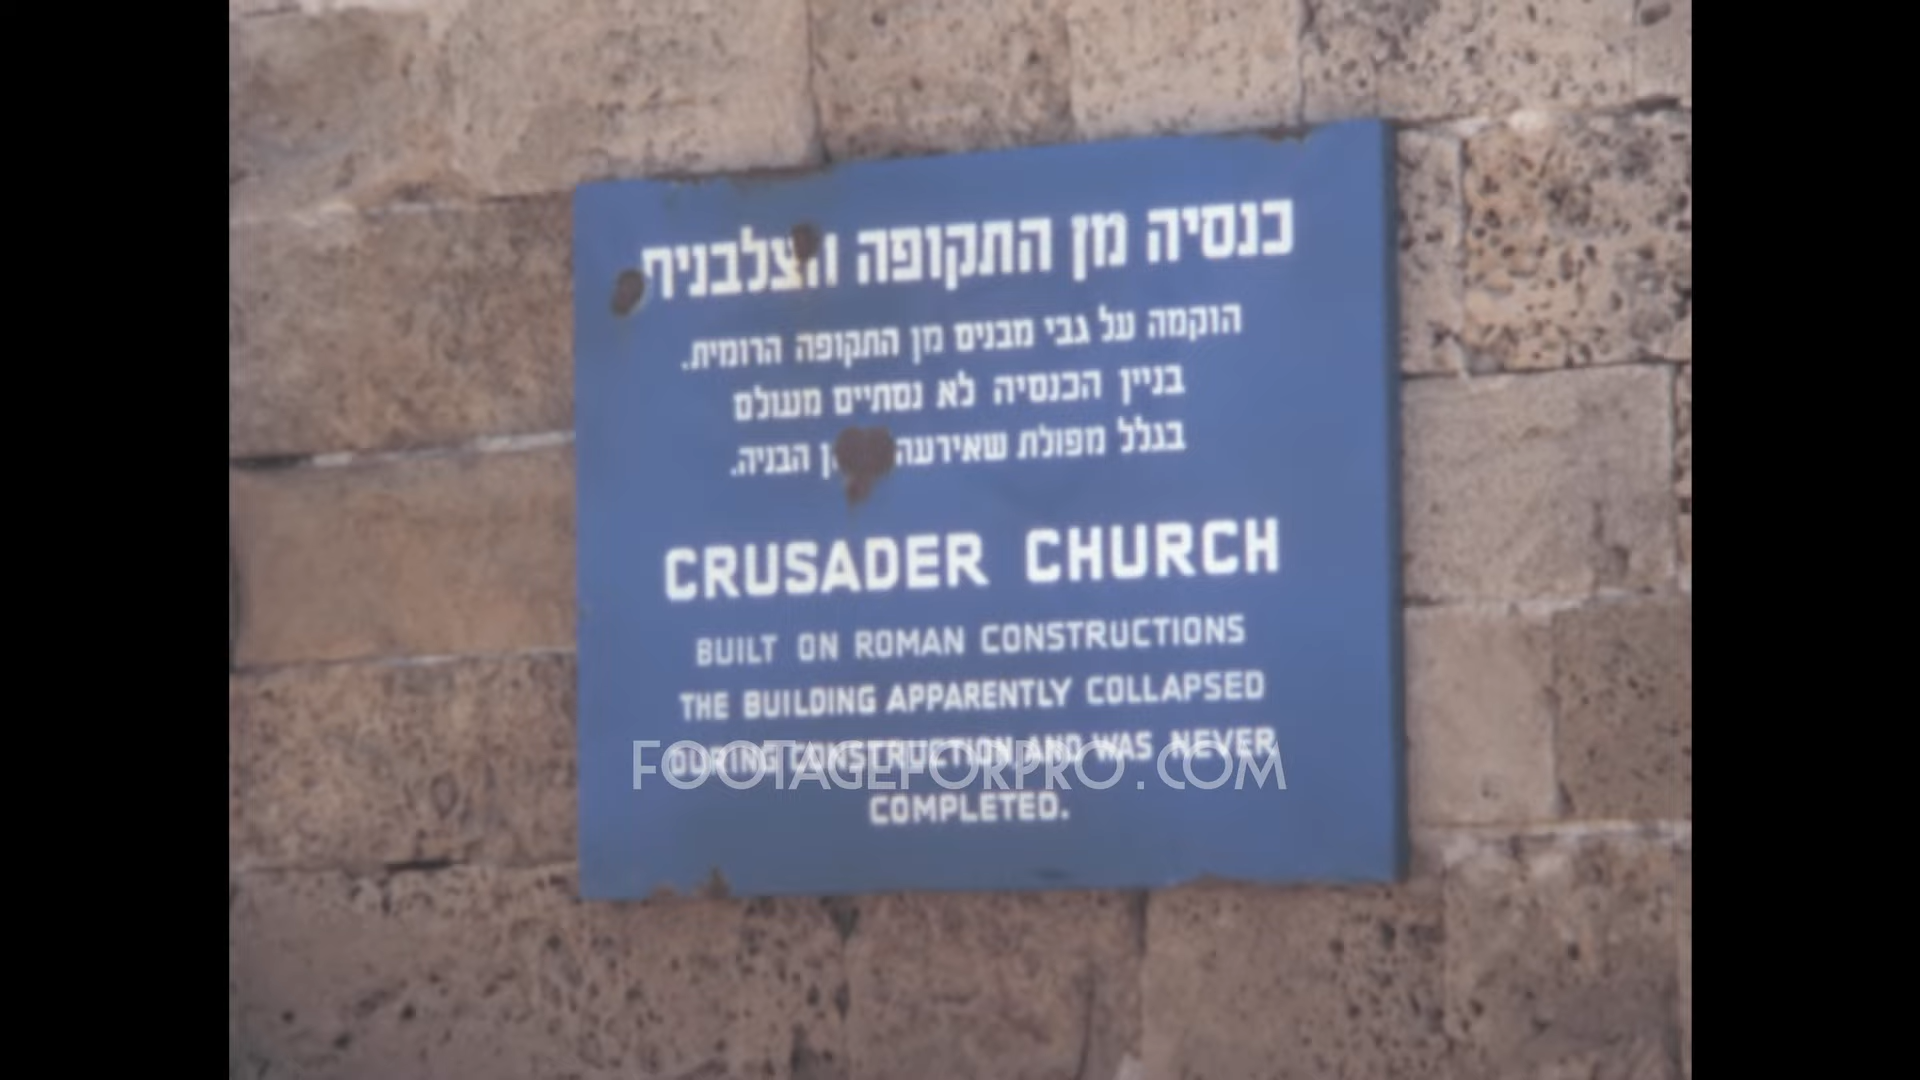 כנסיה מן התקופה הצלבנית
הוקמה על גבי מבנים מן התקופה הרומית.
בניין הכנסיה לא נסתיים מעולם
בגלל מפולת שאירעה הבניה.
CRUSADER CHURCH
BUILT ON ROMAN CONSTRUCTIONS
THE BUILDING APPARENTLY COLLAPSED
DURING CONSTRUCTION AND WAS NEVER
COMPLETED.
FOOTAGEFORPRO.COM